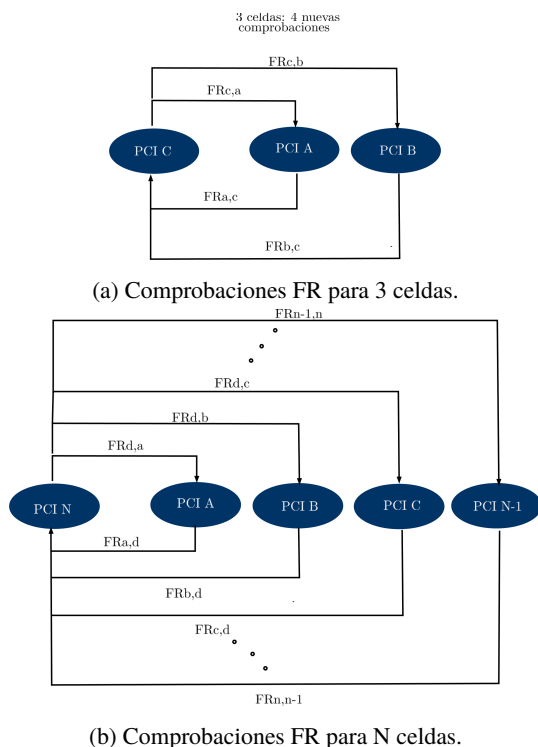 3 celdas: 4 nuevas
comprobaciones
FRc,b
FRc,a
PCI C
PCI A
PCI B
FRa,c
FRb,c
(a) Comprobaciones FR para 3 celdas.
FRn-1,n
FRd,c
FRd,b
FRd,a
PCI N
PCI A
PCI B
PCI C
PCI N-1
FRa,d
FRb,d
FRc,d
FRn,n-1
(b) Comprobaciones FR para N celdas.